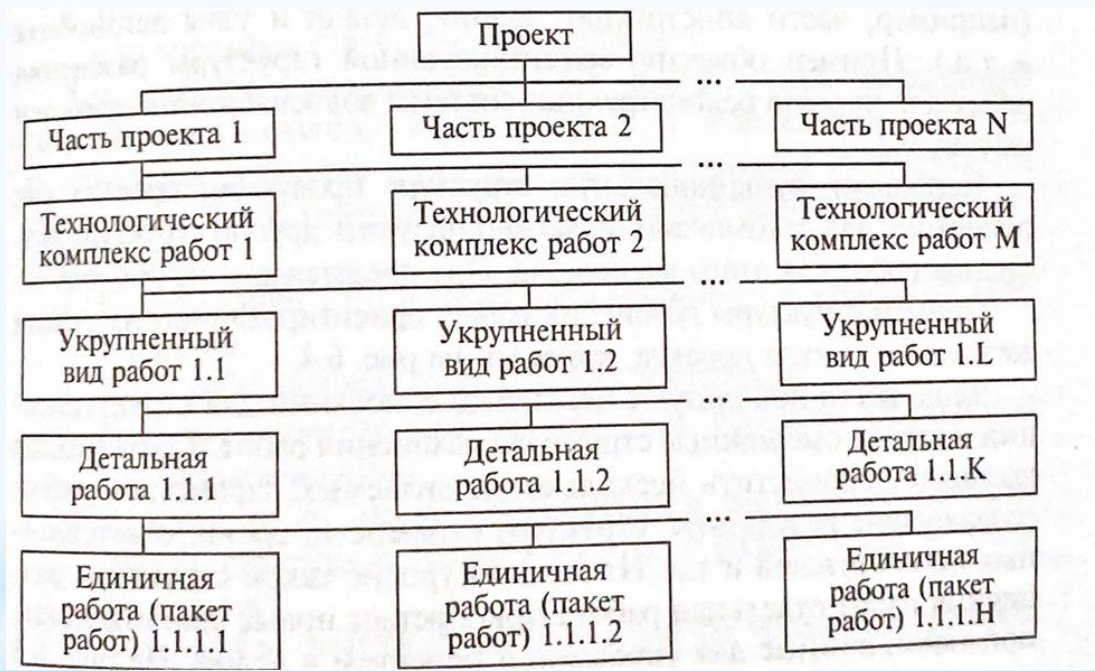 Проект
...
Часть проекта 1
Часть проекта 2
Часть проекта N
...
Технологический
комплекс работ 1
Технологический
комплекс работ 2
Технологический
комплекс работ M
...
Укрупненный
вид работ 1.1
Укрупненный
вид работ 1.2
Укрупненный
вид работ 1.L
...
Детальная
работа 1.1.1
Детальная
работа 1.1.2
Детальная
работа 1.1.K
...
Единичная
работа (пакет
работ) 1.1.1.1
Единичная
работа (пакет
работ) 1.1.1.2
Единичная
работа (пакет
работ) 1.1.1.H